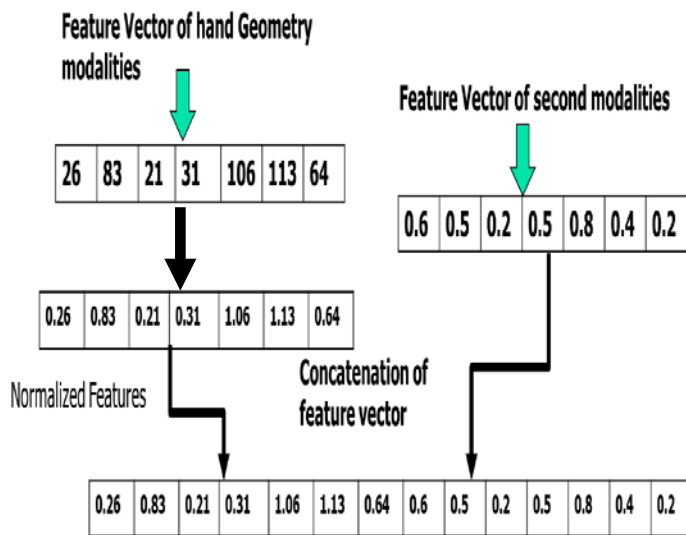 Feature Vector of hand Geometry
modalities
Feature Vector of second modalities
26 83 21 31 106 113 64
0.6 0.5 0.2 0.5 0.8 0.4 0.2
0.26 0.83 0.21 0.31 1.06 1.13 0.64
Normalized Features
Concatenation of
feature vector
0.26 0.83 0.21 0.31 1.06 1.13 0.64 0.6 0.5 0.2 0.5 0.8 0.4 0.2